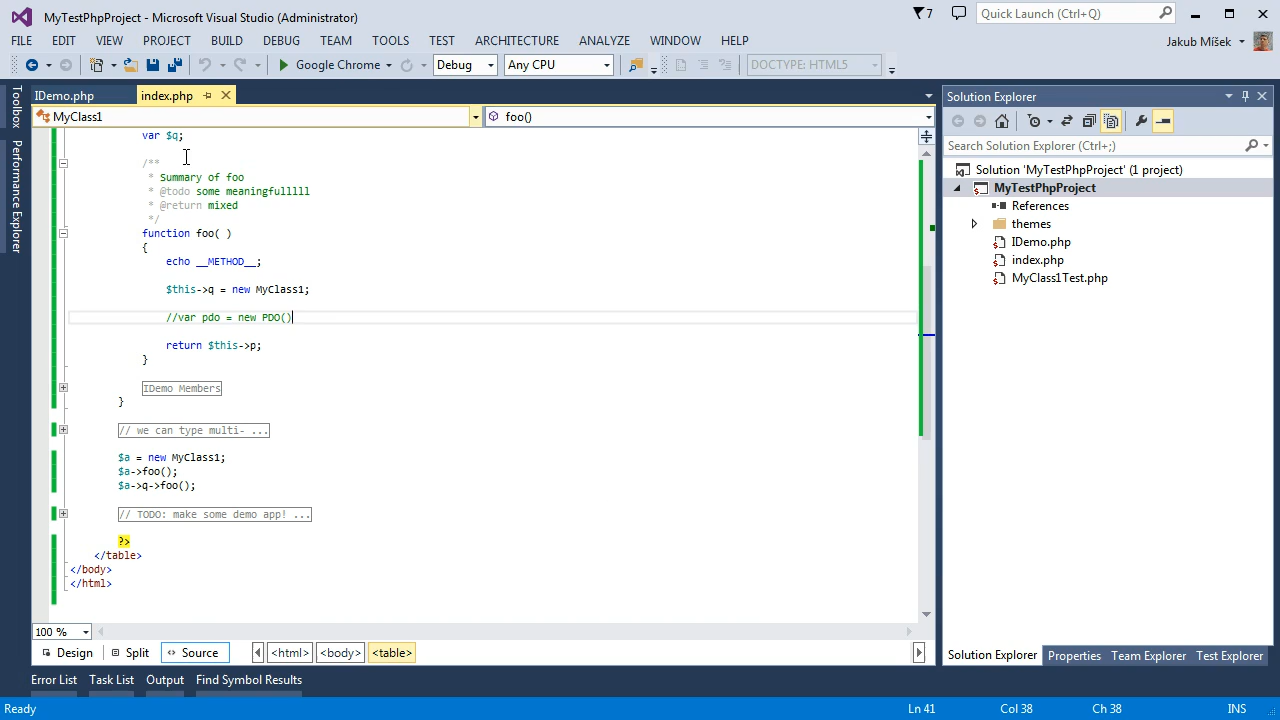 MyTestPhpProject - Microsoft Visual Studio (Administrator)
7
Quick Launch (Ctrl+Q)
FILE EDIT VIEW PROJECT BUILD DEBUG TEAM TOOLS TEST ARCHITECTURE ANALYZE WINDOW HELP
Jakub Míšek
Google Chrome Debug Any CPU DOCTYPE: HTML5
Toolbox
Performance Explorer
IDemo.php index.php
MyClass1 foo()
var $q;
/**
* Summary of foo
* @todo some meaningfulllll
* @return mixed
*/
function foo( )
{
echo __METHOD__;
$this->q = new MyClass1;
//var pdo = new PDO()
return $this->p;
}
IDemo Members
}
// we can type multi- ...
$a = new MyClass1;
$a->foo();
$a->q->foo();
// TODO: make some demo app! ...
?>
</table>
</body>
</html>
100 %
Design Split Source <html> <body> <table>
Solution Explorer
Search Solution Explorer (Ctrl+;)
Solution 'MyTestPhpProject' (1 project)
MyTestPhpProject
References
themes
IDemo.php
index.php
MyClass1Test.php
Solution Explorer Properties Team Explorer Test Explorer
Error List Task List Output Find Symbol Results
Ready Ln 41 Col 38 Ch 38 INS